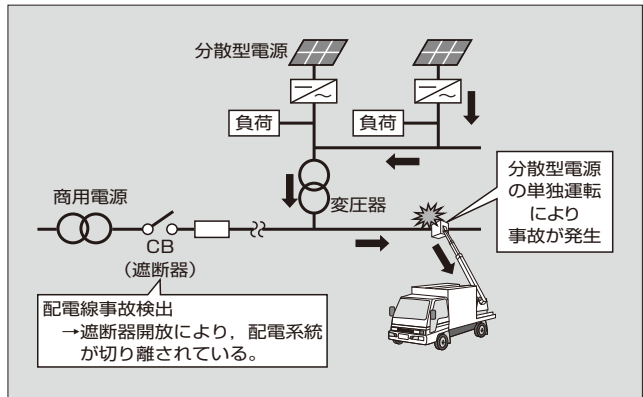 分散型電源
負荷
負荷
商用電源
変圧器
分散型電源
の単独運転
により
事故が発生
CB
(遮断器)
配電線事故検出
→遮断器開放により，配電系統
が切り離されている。